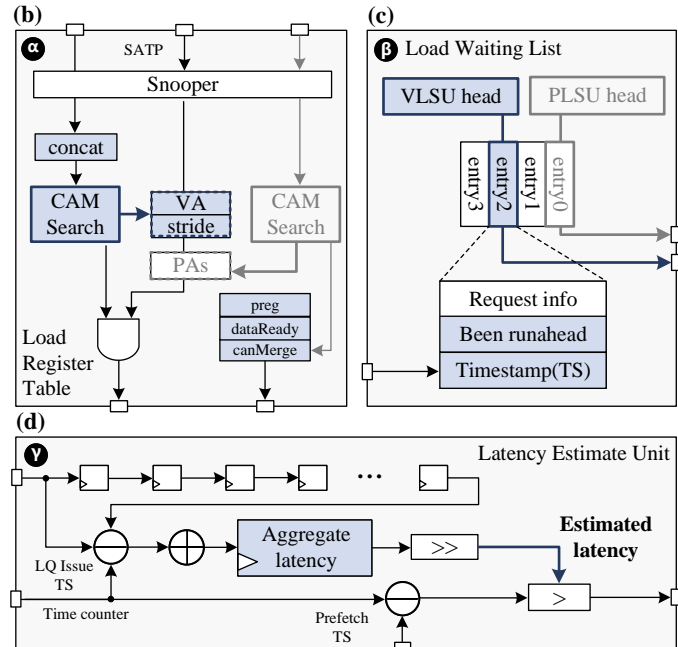 (b)
α
SATP
Snooper
concat
CAM
Search
VA
stride
PAs
CAM
Search
preg
dataReady
canMerge
Load
Register
Table
(c)
β Load Waiting List
VLSU head
PLSU head
entry3
entry2
entry1
entry0
Request info
Been runahead
Timestamp(TS)
(d)
γ
Latency Estimate Unit
...
LQ Issue
TS
Aggregate
latency
>>
Estimated
latency
Time counter
Prefetch
TS
>